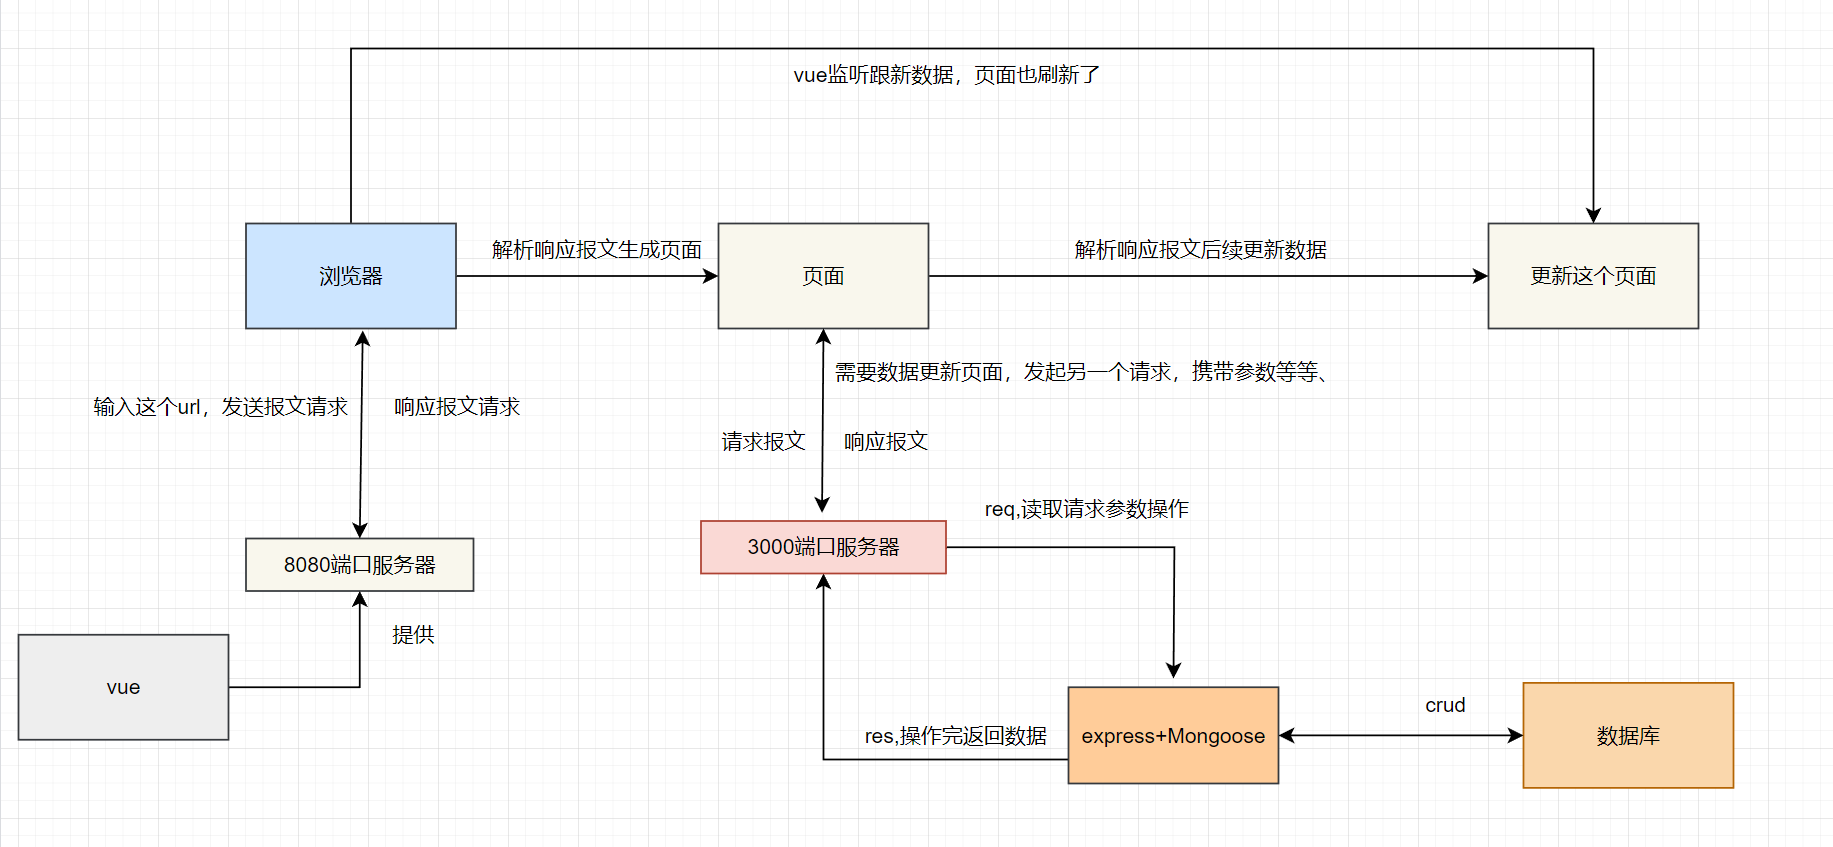 vue监听跟新数据，页面也刷新了
浏览器
解析响应报文生成页面
页面
解析响应报文后续更新数据
更新这个页面
需要数据更新页面，发起另一个请求，携带参数等等、
输入这个url，发送报文请求
响应报文请求
请求报文
响应报文
req,读取请求参数操作
8080端口服务器
3000端口服务器
提供
vue
res,操作完返回数据
express+Mongoose
crud
数据库